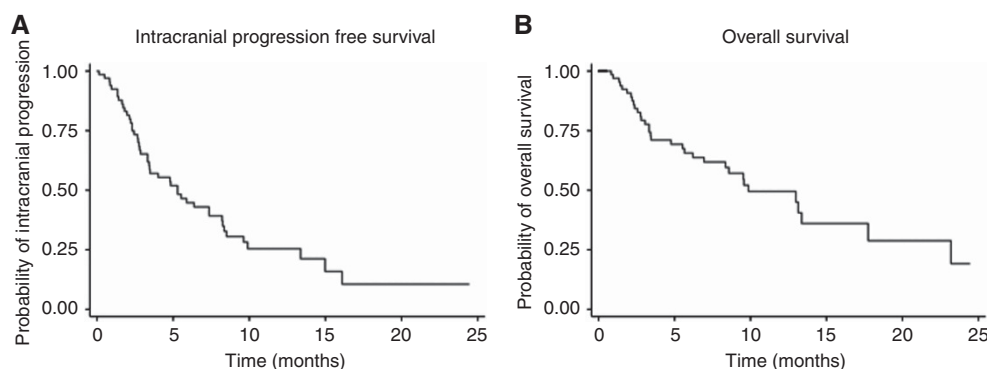 A
Intracranial progression free survival
Probability of intracranial progression
1.00
0.75
0.50
0.25
0.00
0 5 10 15 20 25
Time (months)
B
Overall survival
Probability of overall survival
1.00
0.75
0.50
0.25
0.00
0 5 10 15 20 25
Time (months)